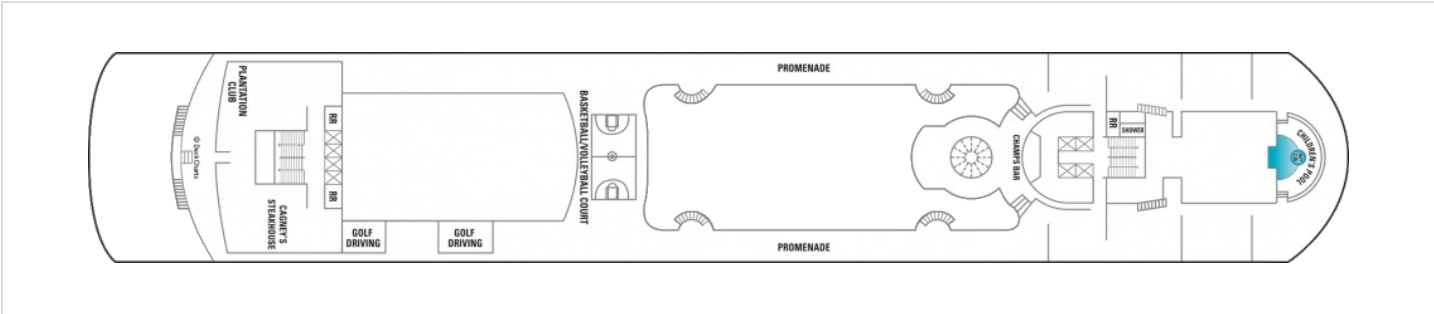 © Deck Charts
PLANTATION
CLUB
RR
RR
CAGNEY'S
STEAKHOUSE
GOLF
DRIVING
GOLF
DRIVING
BASKETBALL/VOLLEYBALL COURT
PROMENADE
PROMENADE
CHAMPS BAR
RR
SHOWER
CHILDREN'S POOL